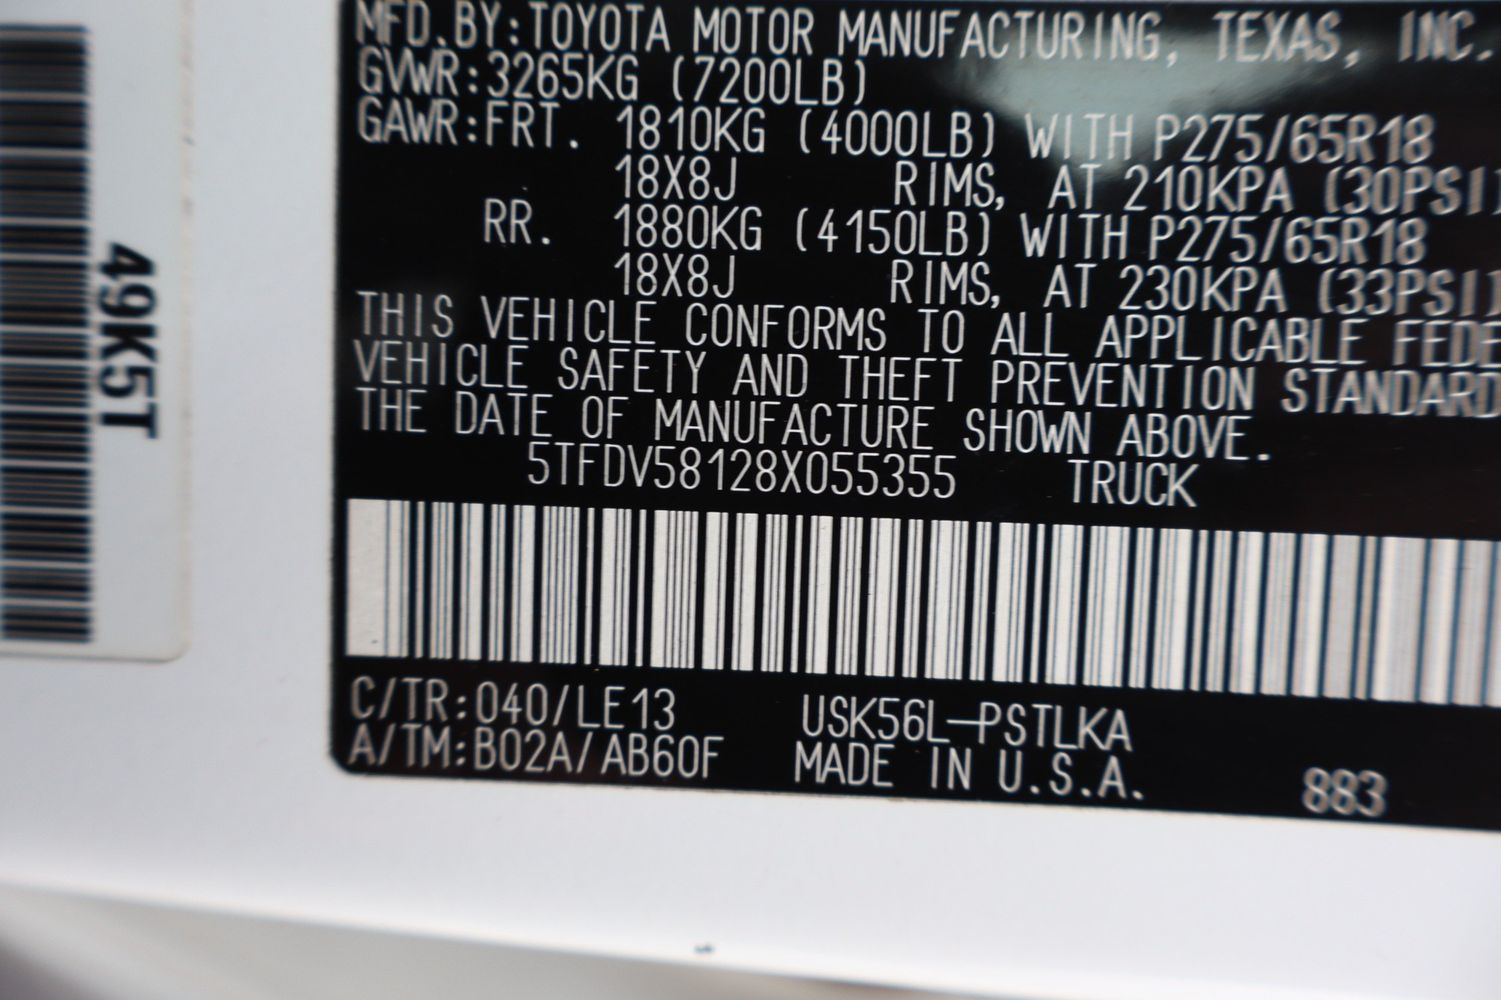 MFD.BY:TOYOTA MOTOR MANUFACTURING, TEXAS, INC.
GVWR:3265KG (7200LB)
GAWR:FRT. 1810KG (4000LB) WITH P275/65R18
18X8J RIMS, AT 210KPA (30PSI)
RR. 1880KG (4150LB) WITH P275/65R18
18X8J RIMS, AT 230KPA (33PSI)
THIS VEHICLE CONFORMS TO ALL APPLICABLE FEDE
VEHICLE SAFETY AND THEFT PREVENTION STANDARD
THE DATE OF MANUFACTURE SHOWN ABOVE.
5TFDV58128X055355 TRUCK
C/TR:040/LE13 USK56L-PSTLKA
A/TM:B02A/AB60F MADE IN U.S.A. 883
49K5T